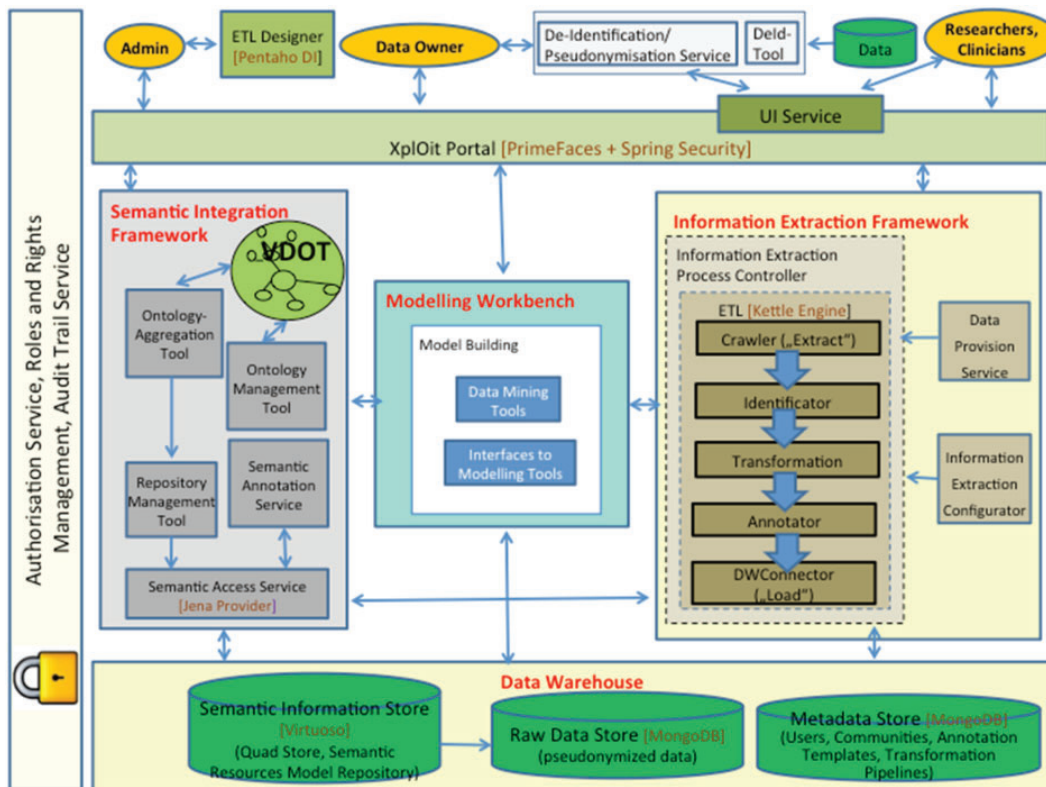 Admin
ETL Designer
[Pentaho DI]
Data Owner
De-Identification/
Pseudonymisation Service
DeId-
Tool
Data
Researchers,
Clinicians
UI Service
XplOit Portal [PrimeFaces + Spring Security]
Authorisation Service, Roles and Rights
Management, Audit Trail Service
Semantic Integration
Framework
VDOT
Ontology-
Aggregation
Tool
Ontology
Management
Tool
Repository
Management
Tool
Semantic
Annotation
Service
Semantic Access Service
[Jena Provider]
Modelling Workbench
Model Building
Data Mining
Tools
Interfaces to
Modelling Tools
Information Extraction Framework
Information Extraction
Process Controller
ETL [Kettle Engine]
Crawler („Extract“)
Identificator
Transformation
Annotator
DWConnector
(„Load“)
Data
Provision
Service
Information
Extraction
Configurator
Data Warehouse
Semantic Information Store
[Virtuoso]
(Quad Store, Semantic
Resources Model Repository)
Raw Data Store [MongoDB]
(pseudonymized data)
Metadata Store [MongoDB]
(Users, Communities, Annotation
Templates, Transformation
Pipelines)